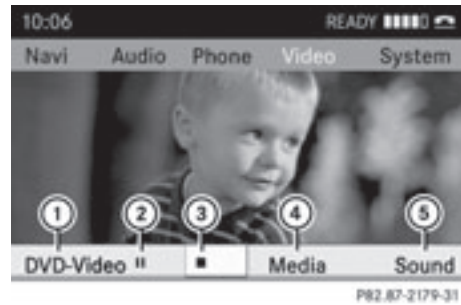 10:06 READY
Navi Audio Phone Video System
1 2 3 4 5
DVD-Video Media Sound
P82.87-2179-31